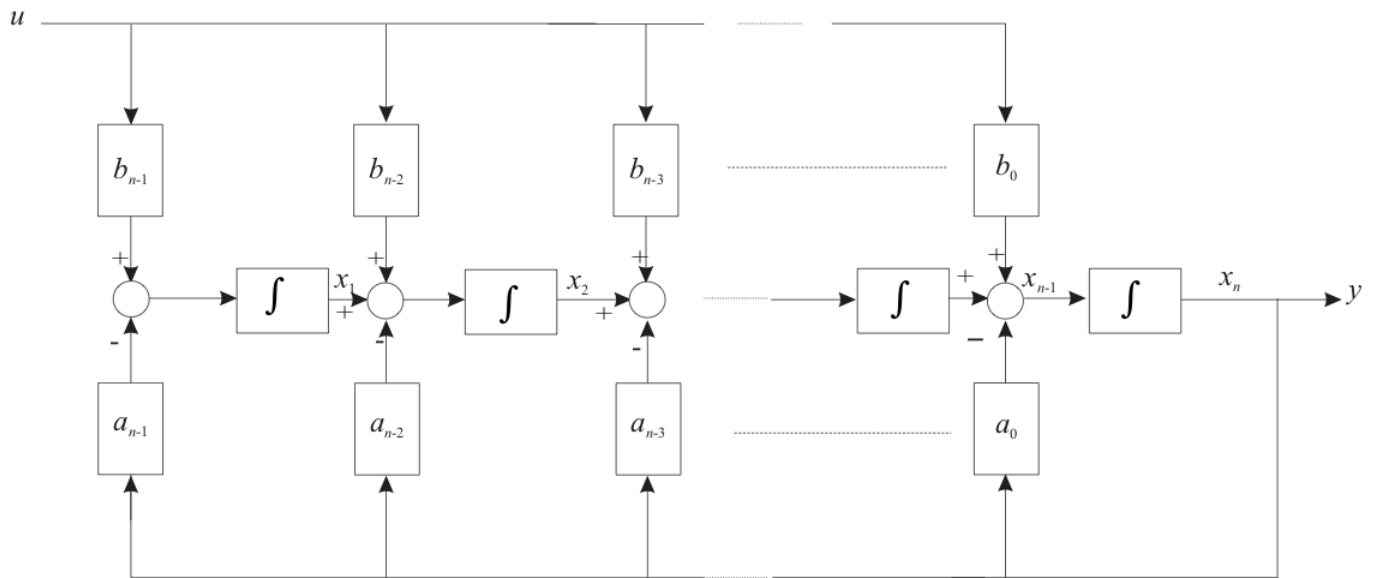 u
b_{n-1} b_{n-2} b_{n-3} b_0
+ + + +
∫ x_1 ∫ x_2 ∫ + x_{n-1} ∫ x_n y
+ +
- - - −
a_{n-1} a_{n-2} a_{n-3} a_0